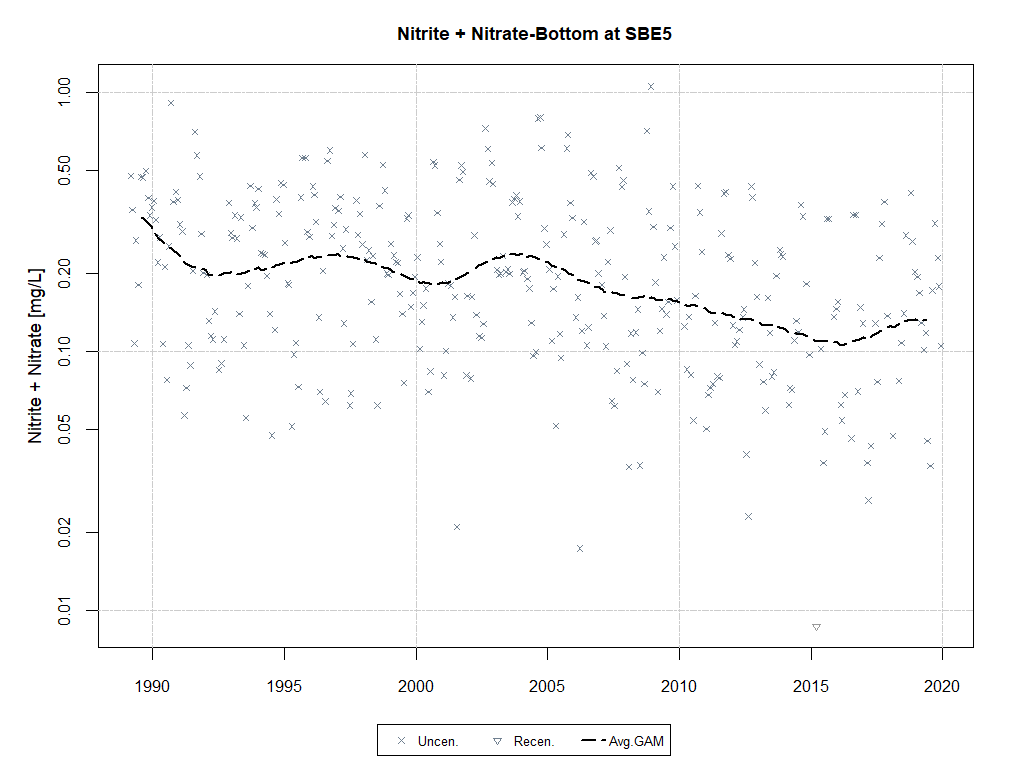 Nitrite + Nitrate-Bottom at SBE5
Nitrite + Nitrate [mg/L]
1.00
0.50
0.20
0.10
0.05
0.02
0.01
1990 1995 2000 2005 2010 2015 2020
Uncen. Recen. Avg.GAM